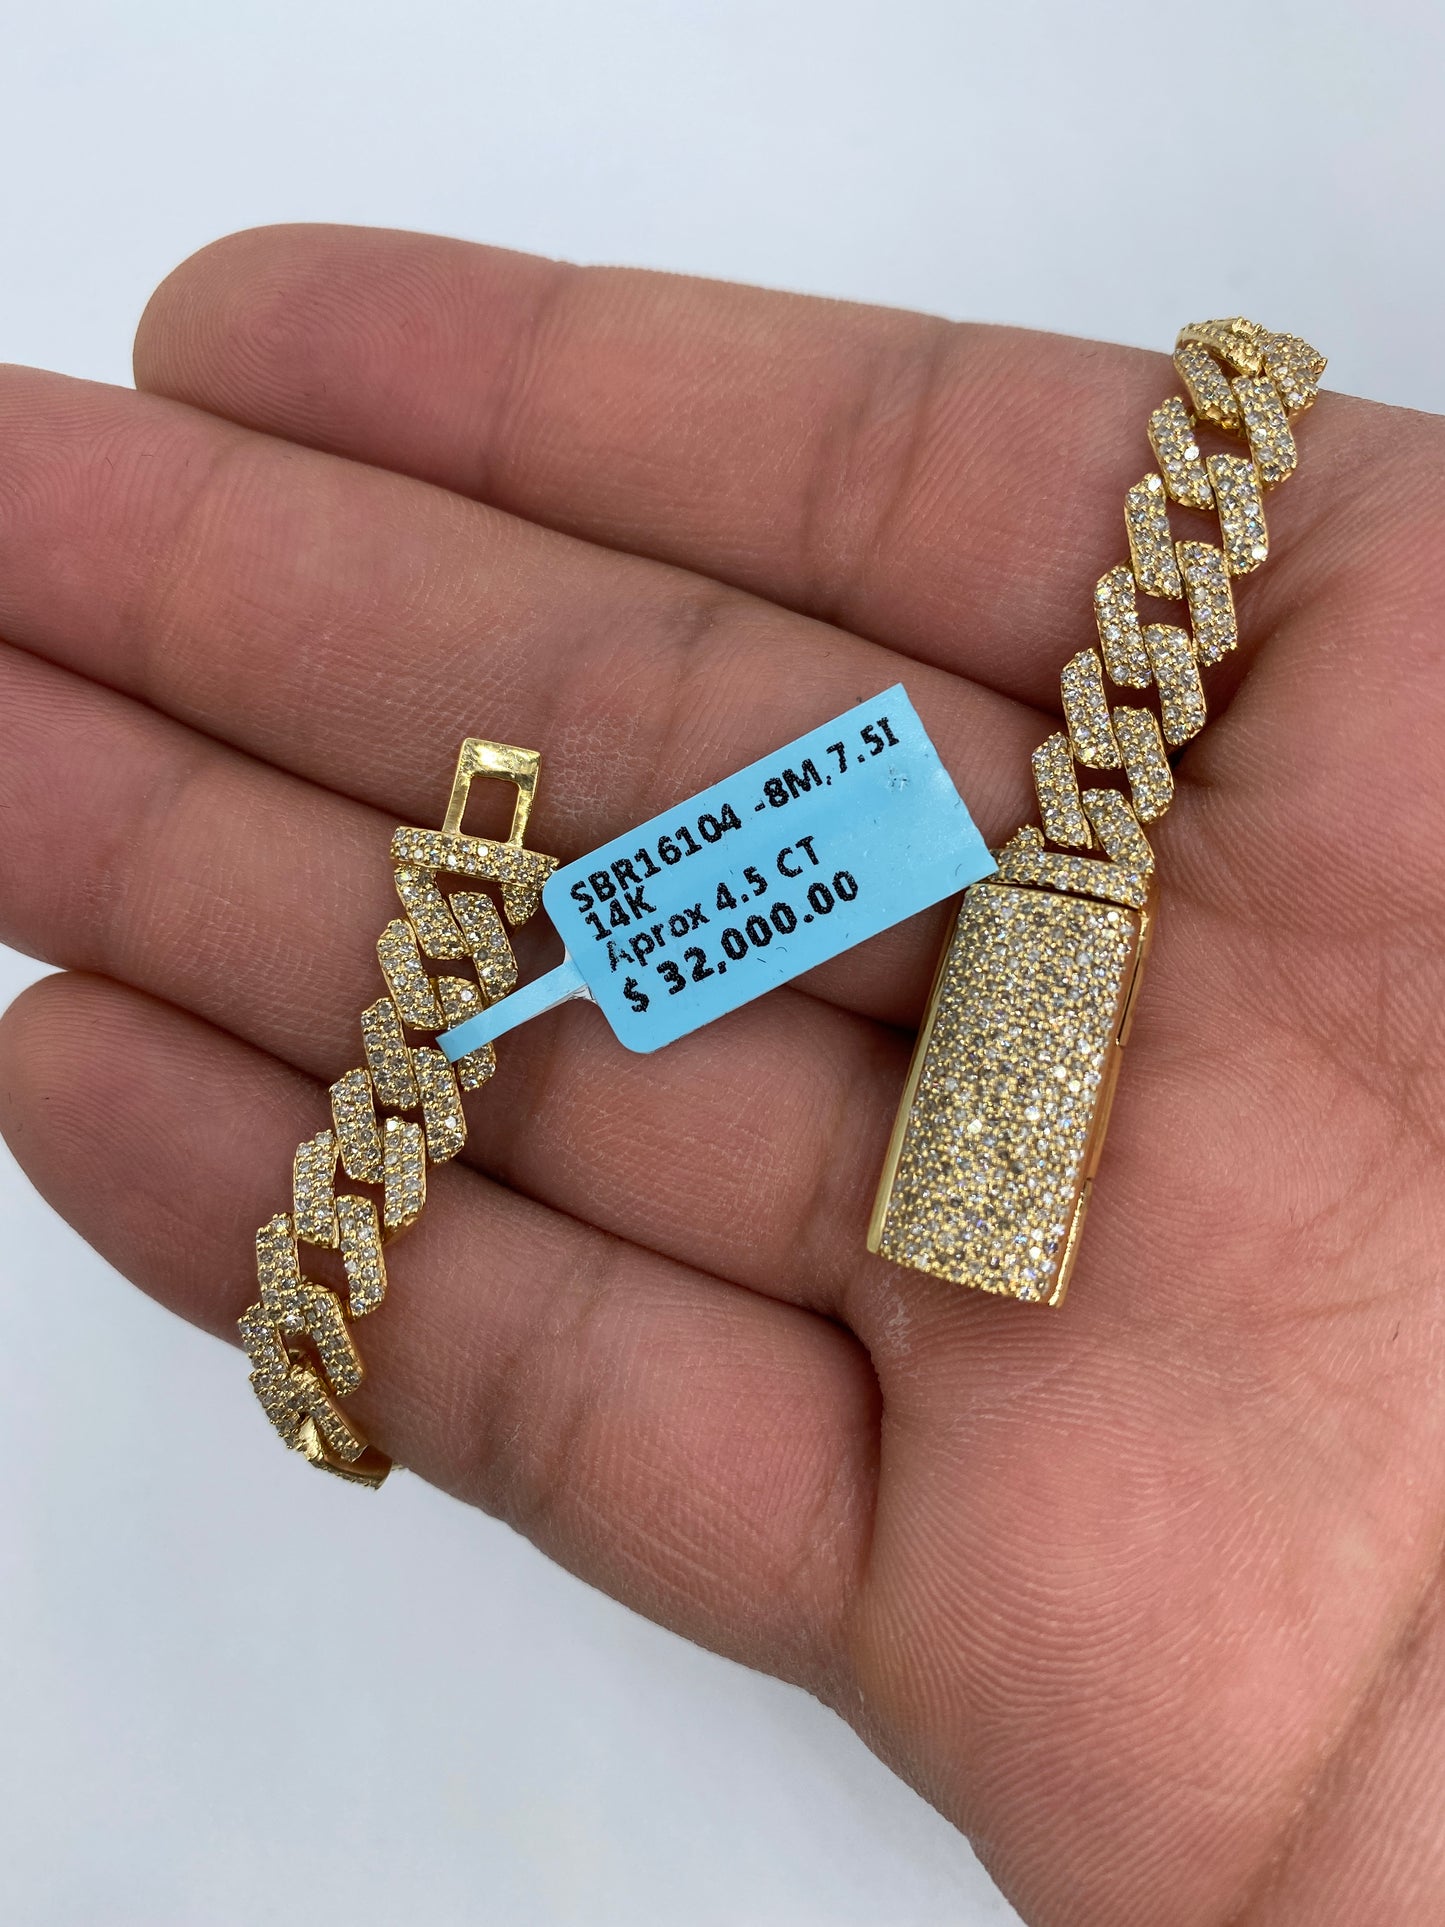 SBR16104 -8M,7.5I
14K
Aprox 4.5 CT
$ 32,000.00